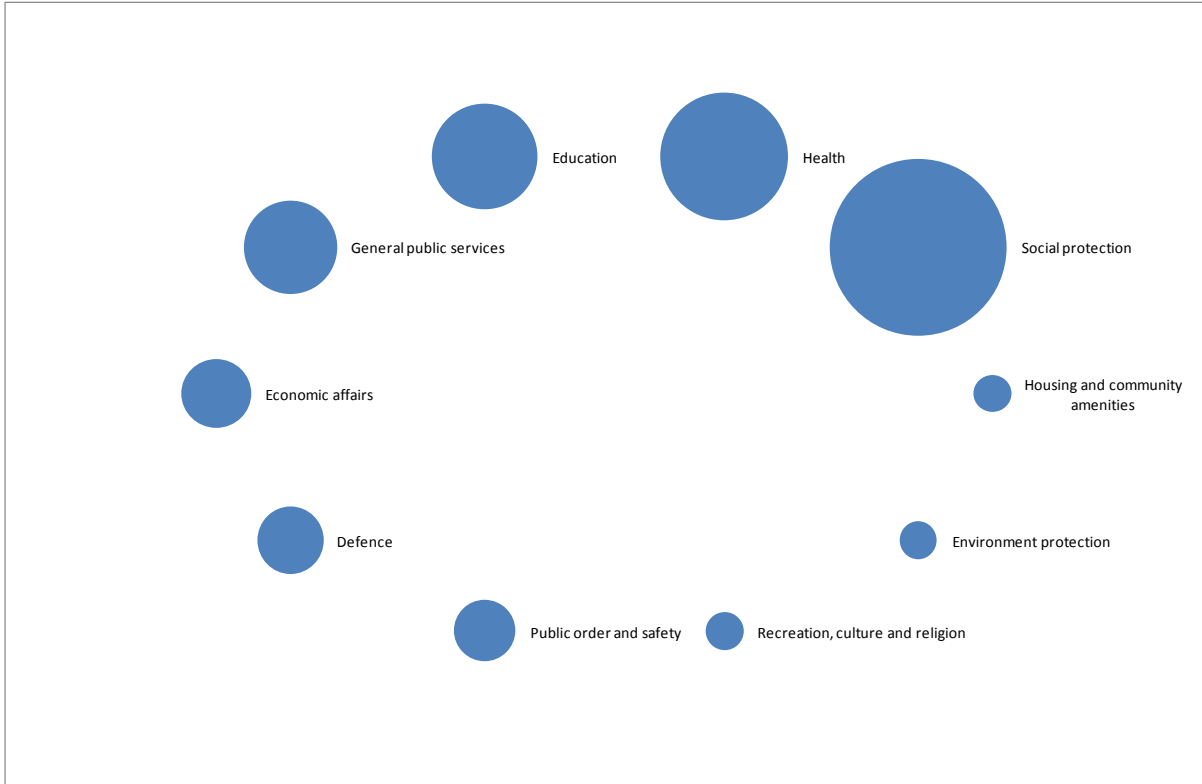 Education
Health
General public services
Social protection
Economic affairs
Housing and community
amenities
Defence
Environment protection
Public order and safety
Recreation, culture and religion